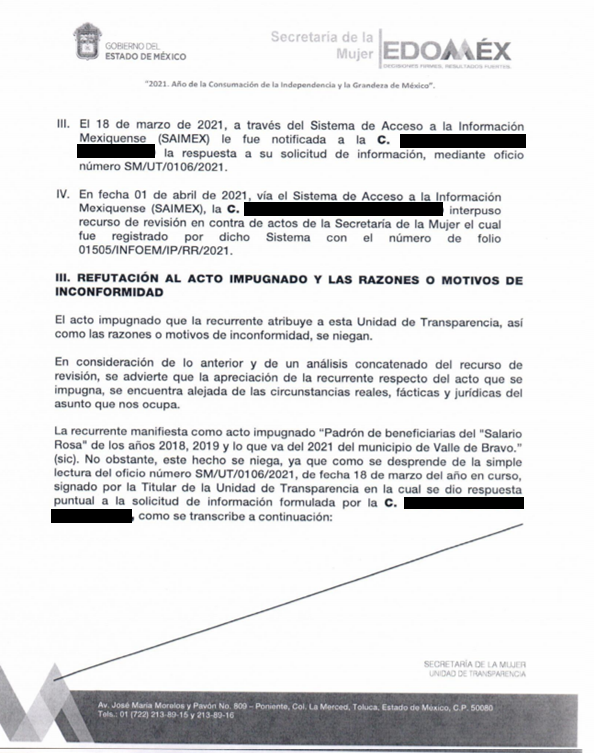 GOBIERNO DEL
ESTADO DE MÉXICO
Secretaría de la
Mujer
EDOMÉX
DECISIONES FIRMES, RESULTADOS FUERTES.
"2021. Año de la Consumación de la Independencia y la Grandeza de México".
III. El 18 de marzo de 2021, a través del Sistema de Acceso a la Información
Mexiquense (SAIMEX) le fue notificada a la C.
la respuesta a su solicitud de información, mediante oficio
número SM/UT/0106/2021.
IV. En fecha 01 de abril de 2021, vía el Sistema de Acceso a la Información
Mexiquense (SAIMEX), la C. interpuso
recurso de revisión en contra de actos de la Secretaría de la Mujer el cual
fue registrado por dicho Sistema con el número de folio
01505/INFOEM/IP/RR/2021.
III. REFUTACIÓN AL ACTO IMPUGNADO Y LAS RAZONES O MOTIVOS DE
INCONFORMIDAD
El acto impugnado que la recurrente atribuye a esta Unidad de Transparencia, así
como las razones o motivos de inconformidad, se niegan.
En consideración de lo anterior y de un análisis concatenado del recurso de
revisión, se advierte que la apreciación de la recurrente respecto del acto que se
impugna, se encuentra alejada de las circunstancias reales, fácticas y jurídicas del
asunto que nos ocupa.
La recurrente manifiesta como acto impugnado "Padrón de beneficiarias del "Salario
Rosa" de los años 2018, 2019 y lo que va del 2021 del municipio de Valle de Bravo."
(sic). No obstante, este hecho se niega, ya que como se desprende de la simple
lectura del oficio número SM/UT/0106/2021, de fecha 18 de marzo del año en curso,
signado por la Titular de la Unidad de Transparencia en la cual se dio respuesta
puntual a la solicitud de información formulada por la C.
, como se transcribe a continuación:
SECRETARÍA DE LA MUJER
UNIDAD DE TRANSPARENCIA
Av. José María Morelos y Pavón No. 809 – Poniente, Col. La Merced, Toluca, Estado de México, C.P. 50080
Tels.: 01 (722) 213-89-15 y 213-89-16